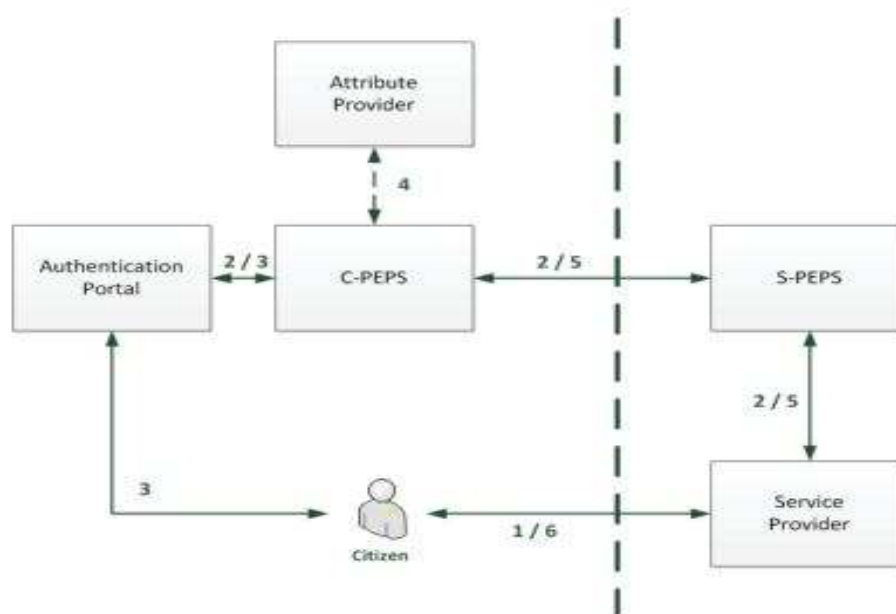 Attribute
Provider
4
Authentication
Portal
2 / 3
C-PEPS
2 / 5
S-PEPS
2 / 5
3
Citizen
1 / 6
Service
Provider